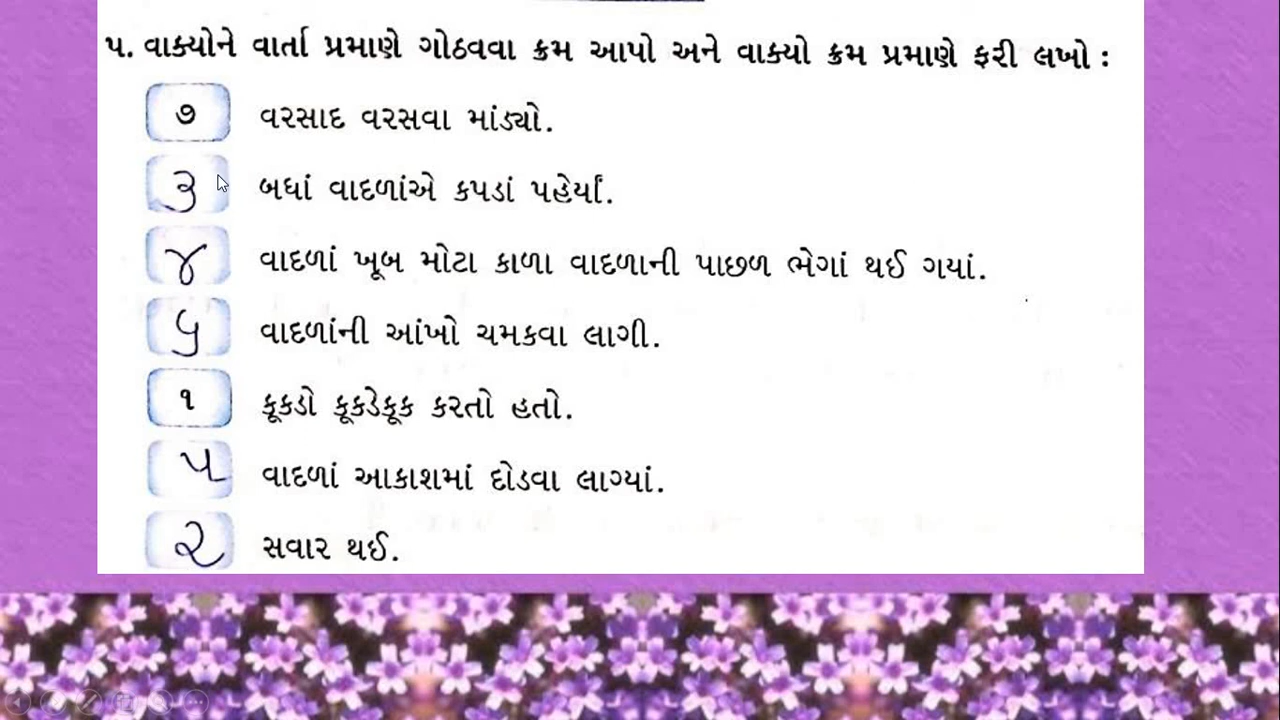 ૫. વાક્યોને વાર્તા પ્રમાણે ગોઠવવા ક્રમ આપો અને વાક્યો ક્રમ પ્રમાણે ફરી લખો :
૭ વરસાદ વરસવા માંડ્યો.
૩ બધાં વાદળાંએ કપડાં પહેર્યાં.
૪ વાદળાં ખૂબ મોટા કાળા વાદળાની પાછળ ભેગાં થઈ ગયાં.
૬ વાદળાંની આંખો ચમકવા લાગી.
૧ કૂકડો કૂકડેકૂક કરતો હતો.
૫ વાદળાં આકાશમાં દોડવા લાગ્યાં.
૨ સવાર થઈ.